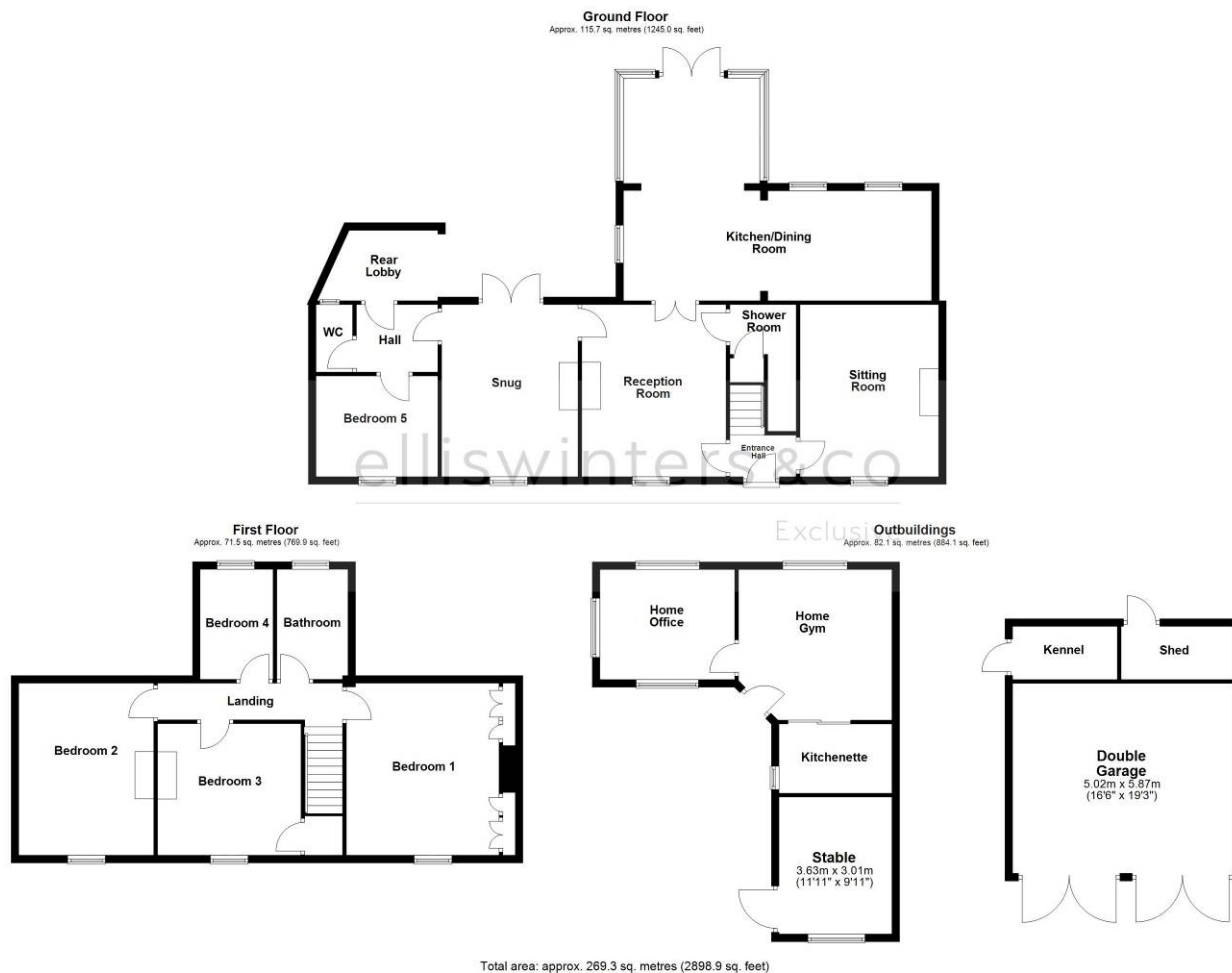 Ground Floor
Approx. 115.7 sq. metres (1245.0 sq. feet)
Kitchen/Dining
Room
Rear
Lobby
WC
Hall
Shower
Room
Snug
Reception
Room
Sitting
Room
Bedroom 5
Entrance
Hall
elliswinters&co
Exclusive
First Floor
Approx. 71.5 sq. metres (769.9 sq. feet)
Bedroom 4
Bathroom
Landing
Bedroom 2
Bedroom 3
Bedroom 1
Outbuildings
Approx. 82.1 sq. metres (884.1 sq. feet)
Home
Office
Home
Gym
Kitchenette
Stable
3.63m x 3.01m
(11'11" x 9'11")
Kennel
Shed
Double
Garage
5.02m x 5.87m
(16'6" x 19'3")
Total area: approx. 269.3 sq. metres (2898.9 sq. feet)